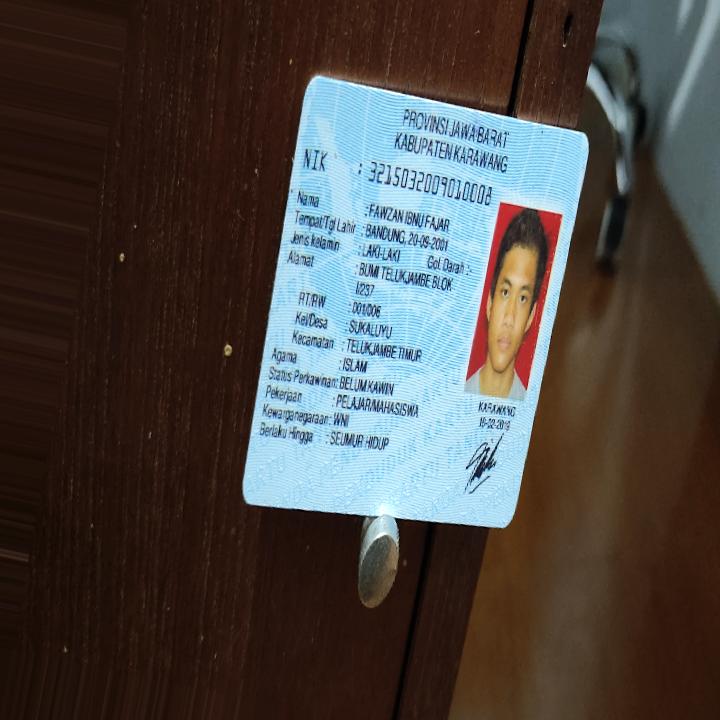 PROVINSI JAWA BARAT
KABUPATEN KARAWANG
NIK : 3215032009010008
Nama : FAWZAN IBNU FAJAR
Tempat/Tgl Lahir : BANDUNG, 20-09-2001
Jenis kelamin : LAKI-LAKI Gol. Darah :-
Alamat : BUMI TELUKJAMBE BLOK
I/237
RT/RW : 001/006
Kel/Desa : SUKALUYU
Kecamatan : TELUKJAMBE TIMUR
Agama : ISLAM
Status Perkawinan: BELUM KAWIN
Pekerjaan : PELAJAR/MAHASISWA
Kewarganegaraan: WNI
Berlaku Hingga : SEUMUR HIDUP
KARAWANG